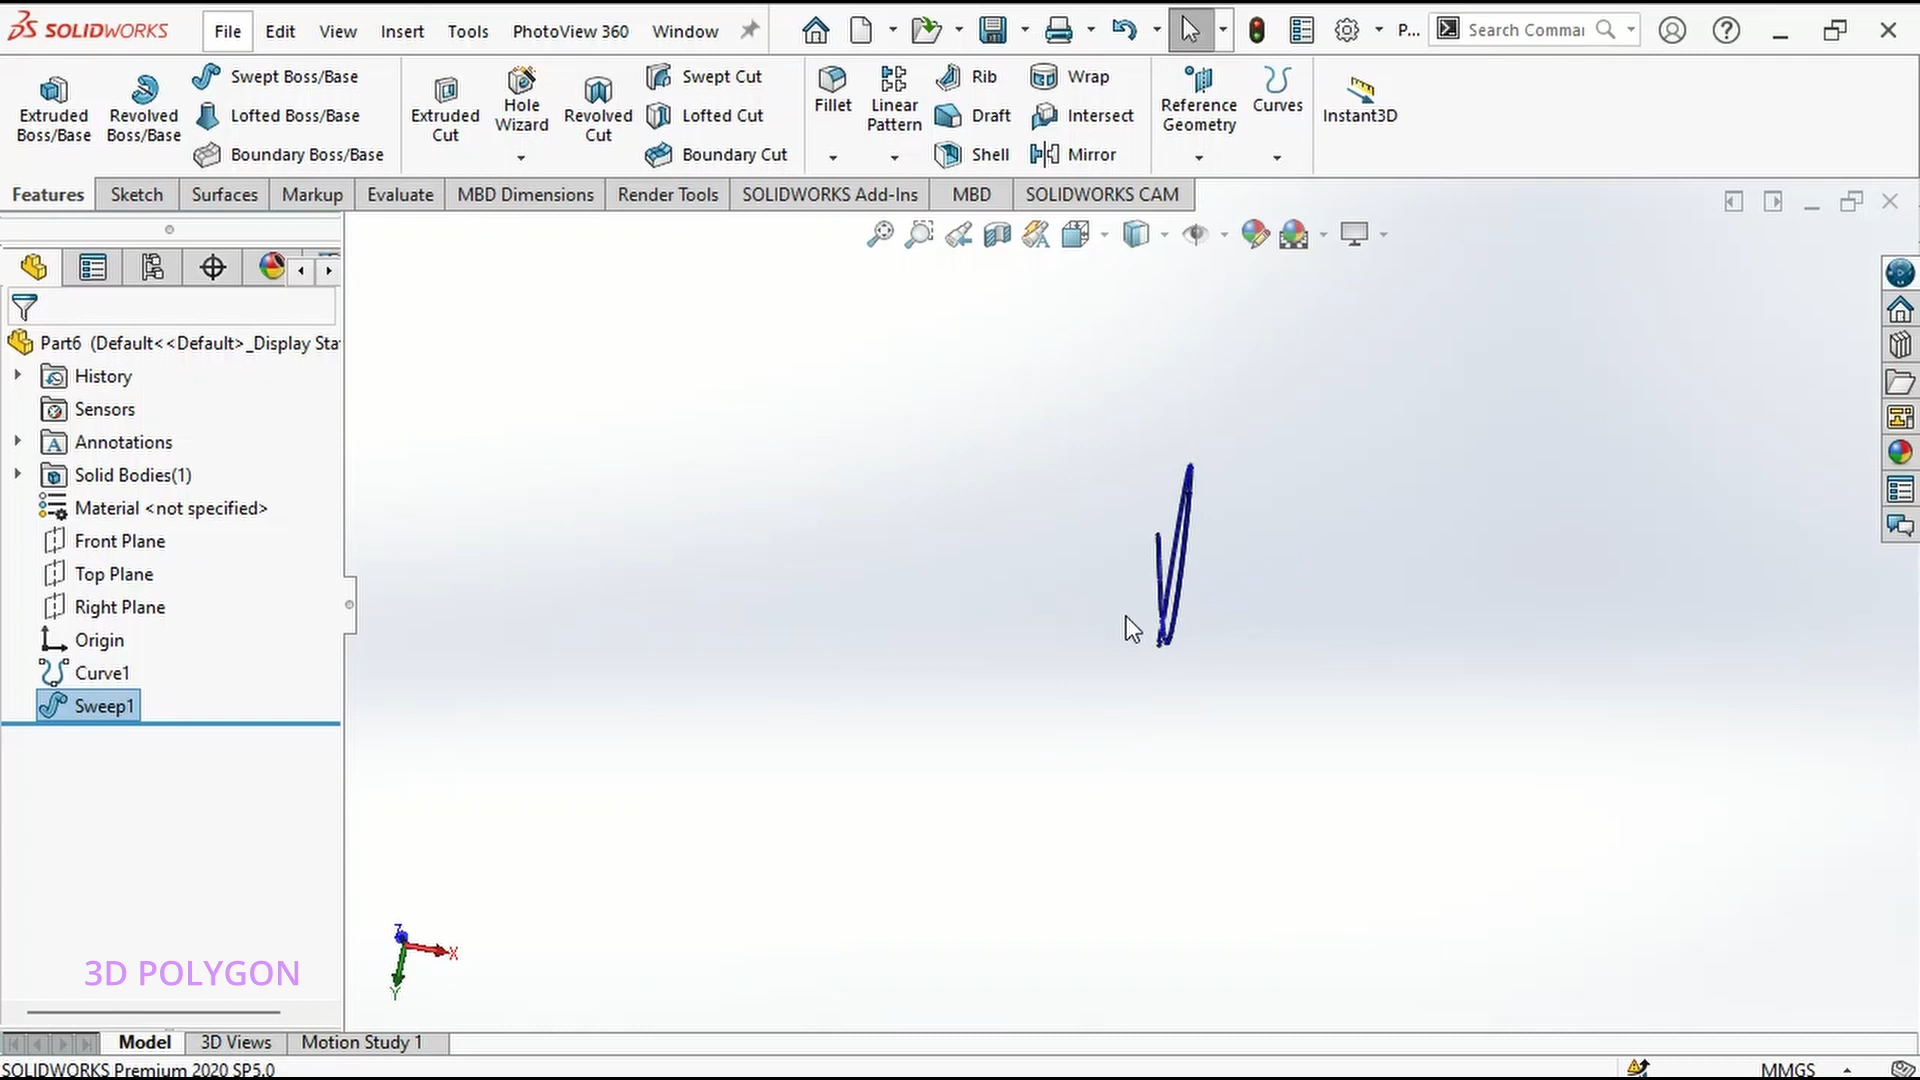 SOLIDWORKS
File Edit View Insert Tools PhotoView 360 Window
P...
Search Commar
Extruded Boss/Base
Revolved Boss/Base
Swept Boss/Base
Lofted Boss/Base
Boundary Boss/Base
Extruded Cut
Hole Wizard
Revolved Cut
Swept Cut
Lofted Cut
Boundary Cut
Fillet
Linear Pattern
Rib
Draft
Shell
Wrap
Intersect
Mirror
Reference Geometry
Curves
Instant3D
Features Sketch Surfaces Markup Evaluate MBD Dimensions Render Tools SOLIDWORKS Add-Ins MBD SOLIDWORKS CAM
Part6 (Default<<Default>_Display Sta
History
Sensors
Annotations
Solid Bodies(1)
Material <not specified>
Front Plane
Top Plane
Right Plane
Origin
Curve1
Sweep1
Z
X
Y
3D POLYGON
Model 3D Views Motion Study 1
SOLIDWORKS Premium 2020 SP5.0
MMGS